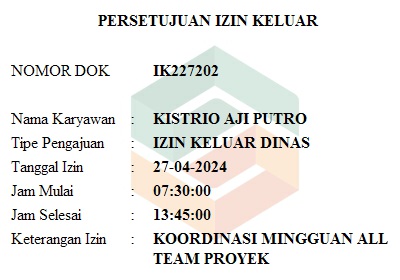 PERSETUJUAN IZIN KELUAR
NOMOR DOK IK227202
Nama Karyawan : KISTRIO AJI PUTRO
Tipe Pengajuan : IZIN KELUAR DINAS
Tanggal Izin : 27-04-2024
Jam Mulai : 07:30:00
Jam Selesai : 13:45:00
Keterangan Izin : KOORDINASI MINGGUAN ALL
TEAM PROYEK